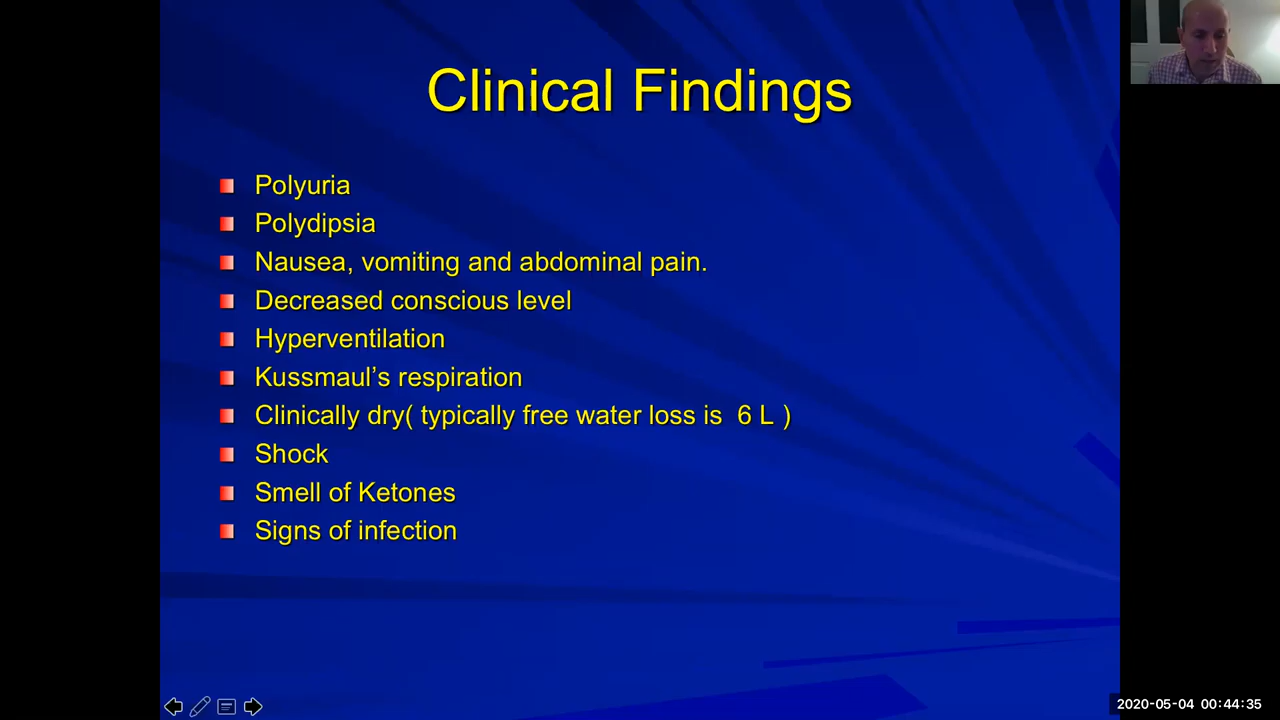 Clinical Findings
Polyuria
Polydipsia
Nausea, vomiting and abdominal pain.
Decreased conscious level
Hyperventilation
Kussmaul’s respiration
Clinically dry( typically free water loss is  6 L )
Shock
Smell of Ketones
Signs of infection
2020-05-04 00:44:35